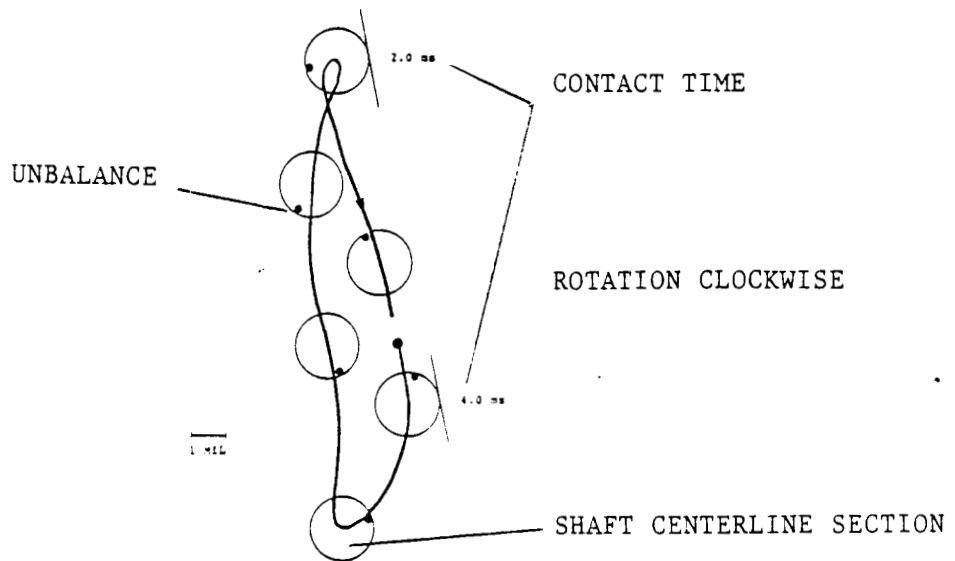 2.0 ms
CONTACT TIME
UNBALANCE
ROTATION CLOCKWISE
4.0 ms
1 MIL
SHAFT CENTERLINE SECTION